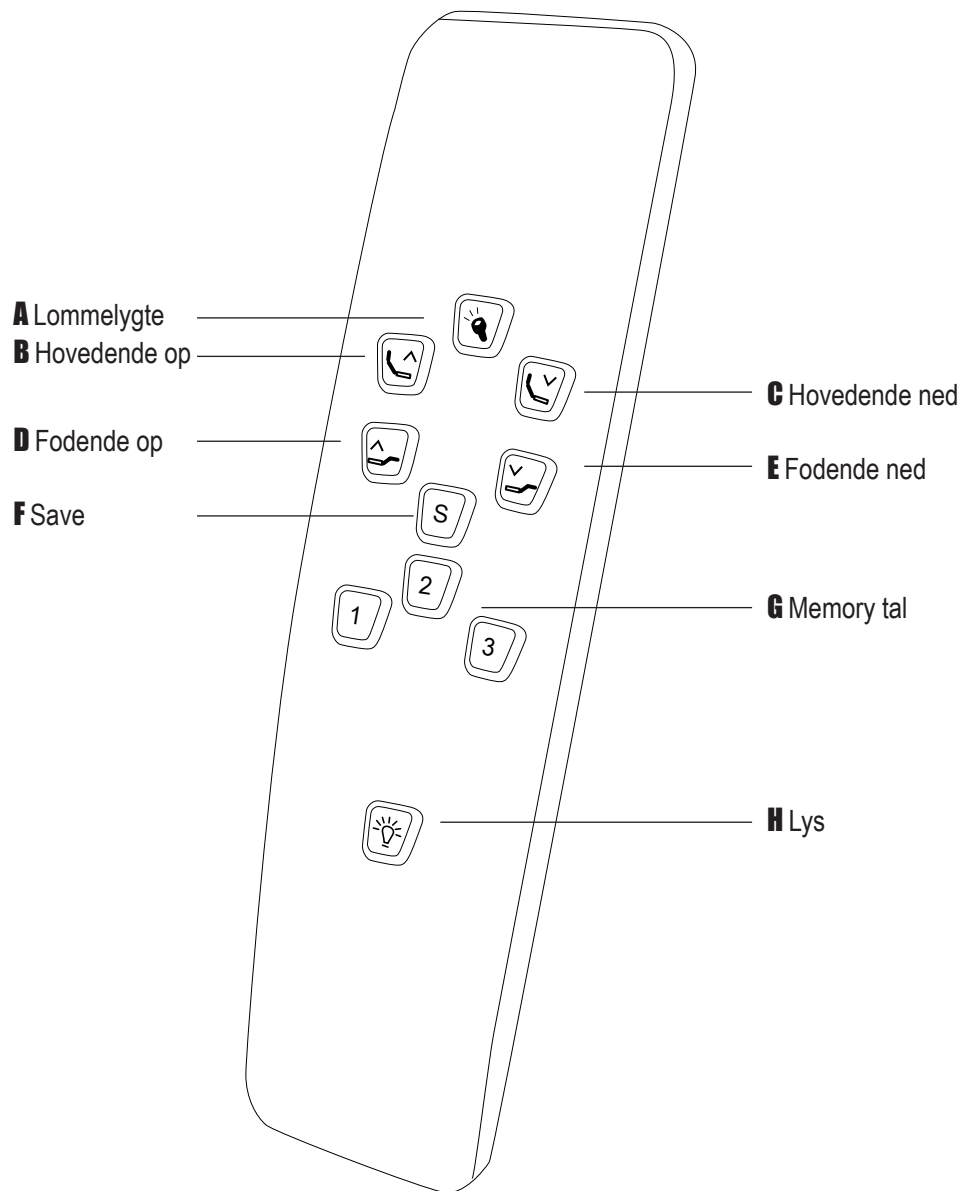 A Lommelygte
B Hovedende op
C Hovedende ned
D Fodende op
E Fodende ned
F Save
S
2
1
G Memory tal
3
H Lys